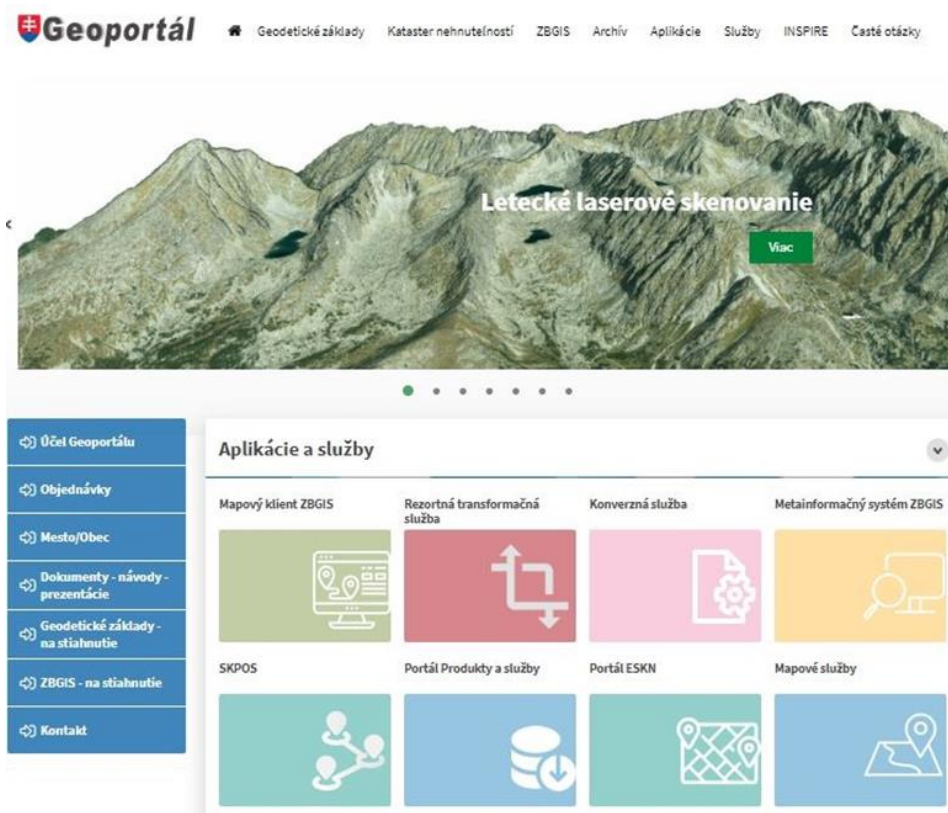 Geoportál
Geodetické základy Kataster nehnuteľností ZBGIS Archív Aplikácie Služby INSPIRE Časté otázky
Letecké laserové skenovanie
Viac
Účel Geoportálu
Objednávky
Mesto/Obec
Dokumenty - návody -
prezentácie
Geodetické základy -
na stiahnutie
ZBGIS - na stiahnutie
Kontakt
Aplikácie a služby
Mapový klient ZBGIS
Rezortná transformačná
služba
Konverzná služba
Metainformačný systém ZBGIS
SKPOS
Portál Produkty a služby
Portál ESKN
Mapové služby